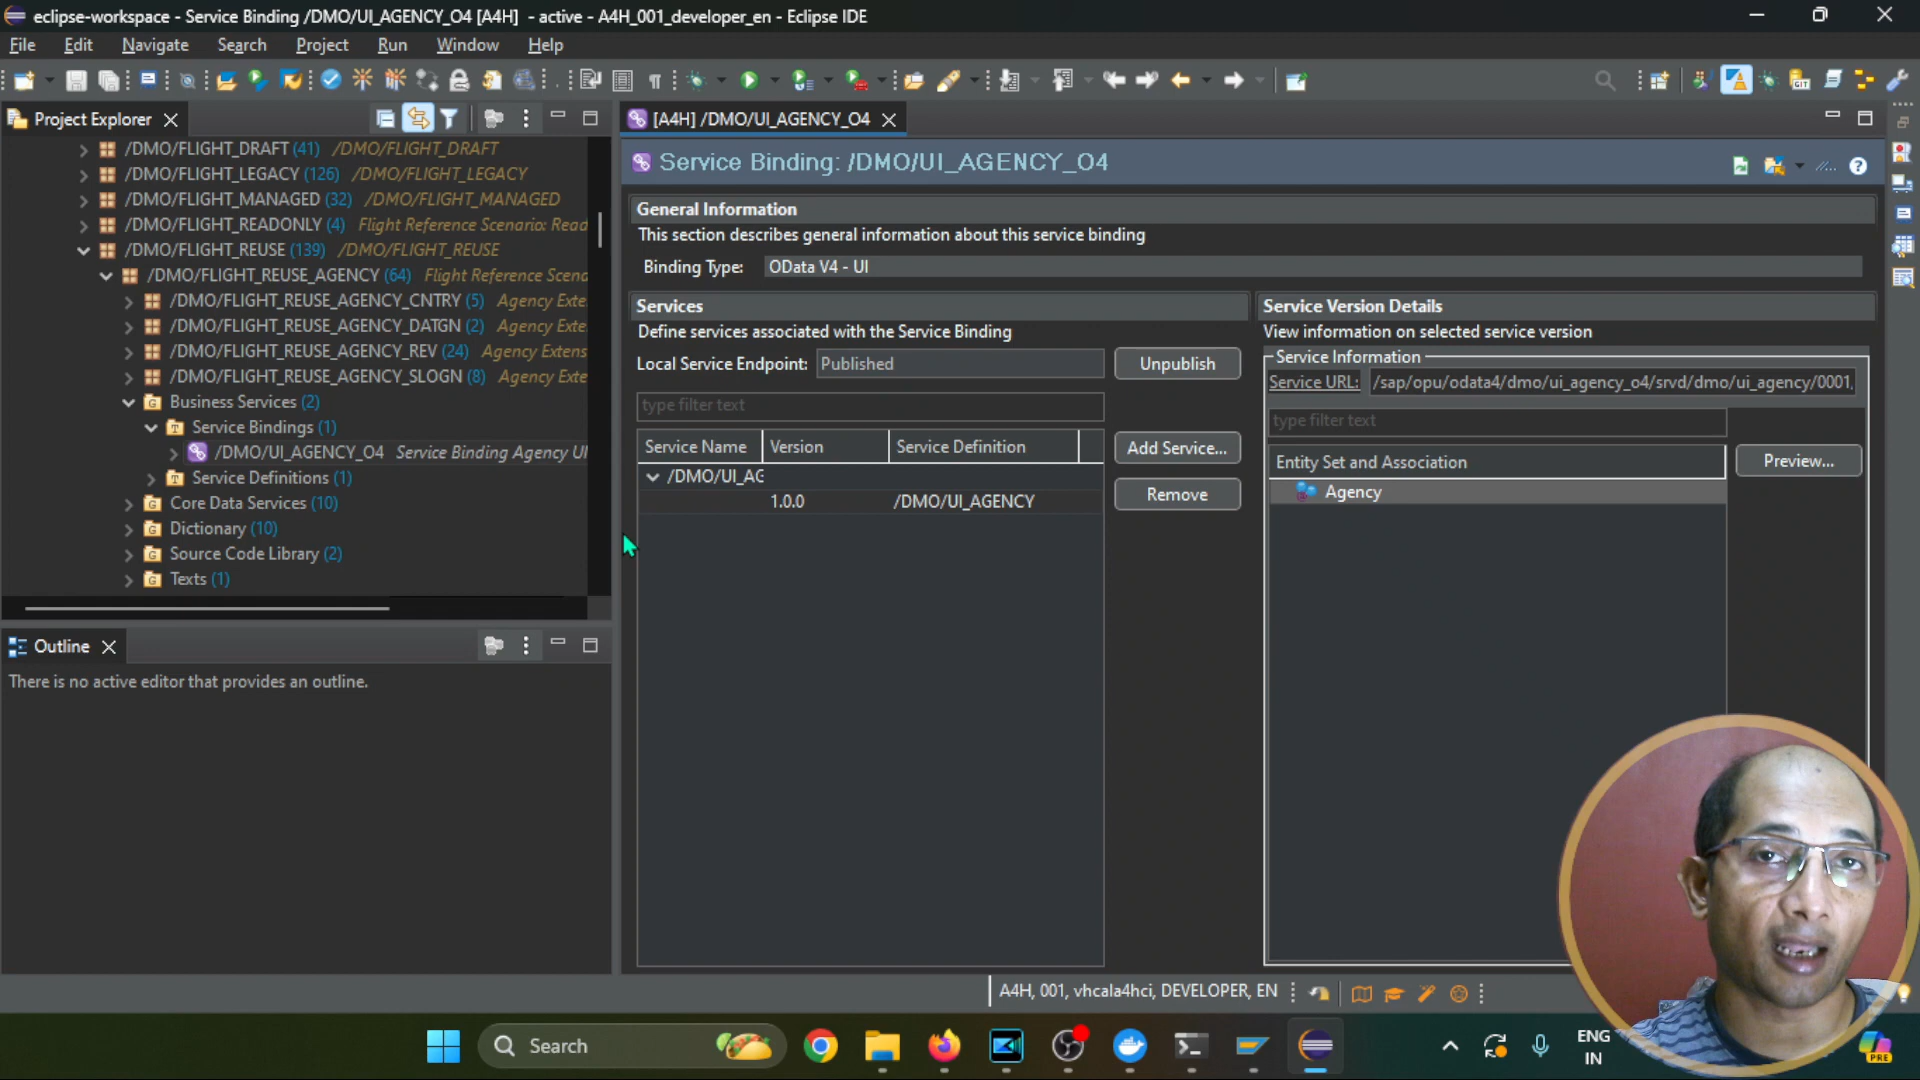 eclipse-workspace - Service Binding /DMO/UI_AGENCY_O4 [A4H] - active - A4H_001_developer_en - Eclipse IDE
File Edit Navigate Search Project Run Window Help
Project Explorer
/DMO/FLIGHT_DRAFT (41) /DMO/FLIGHT_DRAFT
/DMO/FLIGHT_LEGACY (126) /DMO/FLIGHT_LEGACY
/DMO/FLIGHT_MANAGED (32) /DMO/FLIGHT_MANAGED
/DMO/FLIGHT_READONLY (4) Flight Reference Scenario: Read
/DMO/FLIGHT_REUSE (139) /DMO/FLIGHT_REUSE
/DMO/FLIGHT_REUSE_AGENCY (64) Flight Reference Scena
/DMO/FLIGHT_REUSE_AGENCY_CNTRY (5) Agency Exte
/DMO/FLIGHT_REUSE_AGENCY_DATGN (2) Agency Exte
/DMO/FLIGHT_REUSE_AGENCY_REV (24) Agency Extens
/DMO/FLIGHT_REUSE_AGENCY_SLOGN (8) Agency Exte
Business Services (2)
Service Bindings (1)
/DMO/UI_AGENCY_O4 Service Binding Agency UI
Service Definitions (1)
Core Data Services (10)
Dictionary (10)
Source Code Library (2)
Texts (1)
Outline
There is no active editor that provides an outline.
[A4H] /DMO/UI_AGENCY_O4
Service Binding: /DMO/UI_AGENCY_O4
General Information
This section describes general information about this service binding
Binding Type: OData V4 - UI
Services
Define services associated with the Service Binding
Local Service Endpoint: Published Unpublish
type filter text
Service Name Version Service Definition
Add Service...
/DMO/UI_AG
1.0.0 /DMO/UI_AGENCY
Remove
Service Version Details
View information on selected service version
Service Information
Service URL: /sap/opu/odata4/dmo/ui_agency_o4/srvd/dmo/ui_agency/0001,
type filter text
Entity Set and Association
Preview...
Agency
A4H, 001, vhcala4hci, DEVELOPER, EN
Search
ENG
IN
PRE